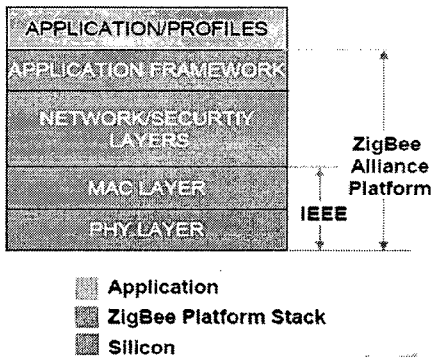 APPLICATION/PROFILES
APPLICATION FRAMEWORK
NETWORK/SECURTIY
LAYERS
MAC LAYER
PHY LAYER
IEEE
ZigBee
Alliance
Platform
Application
ZigBee Platform Stack
Silicon